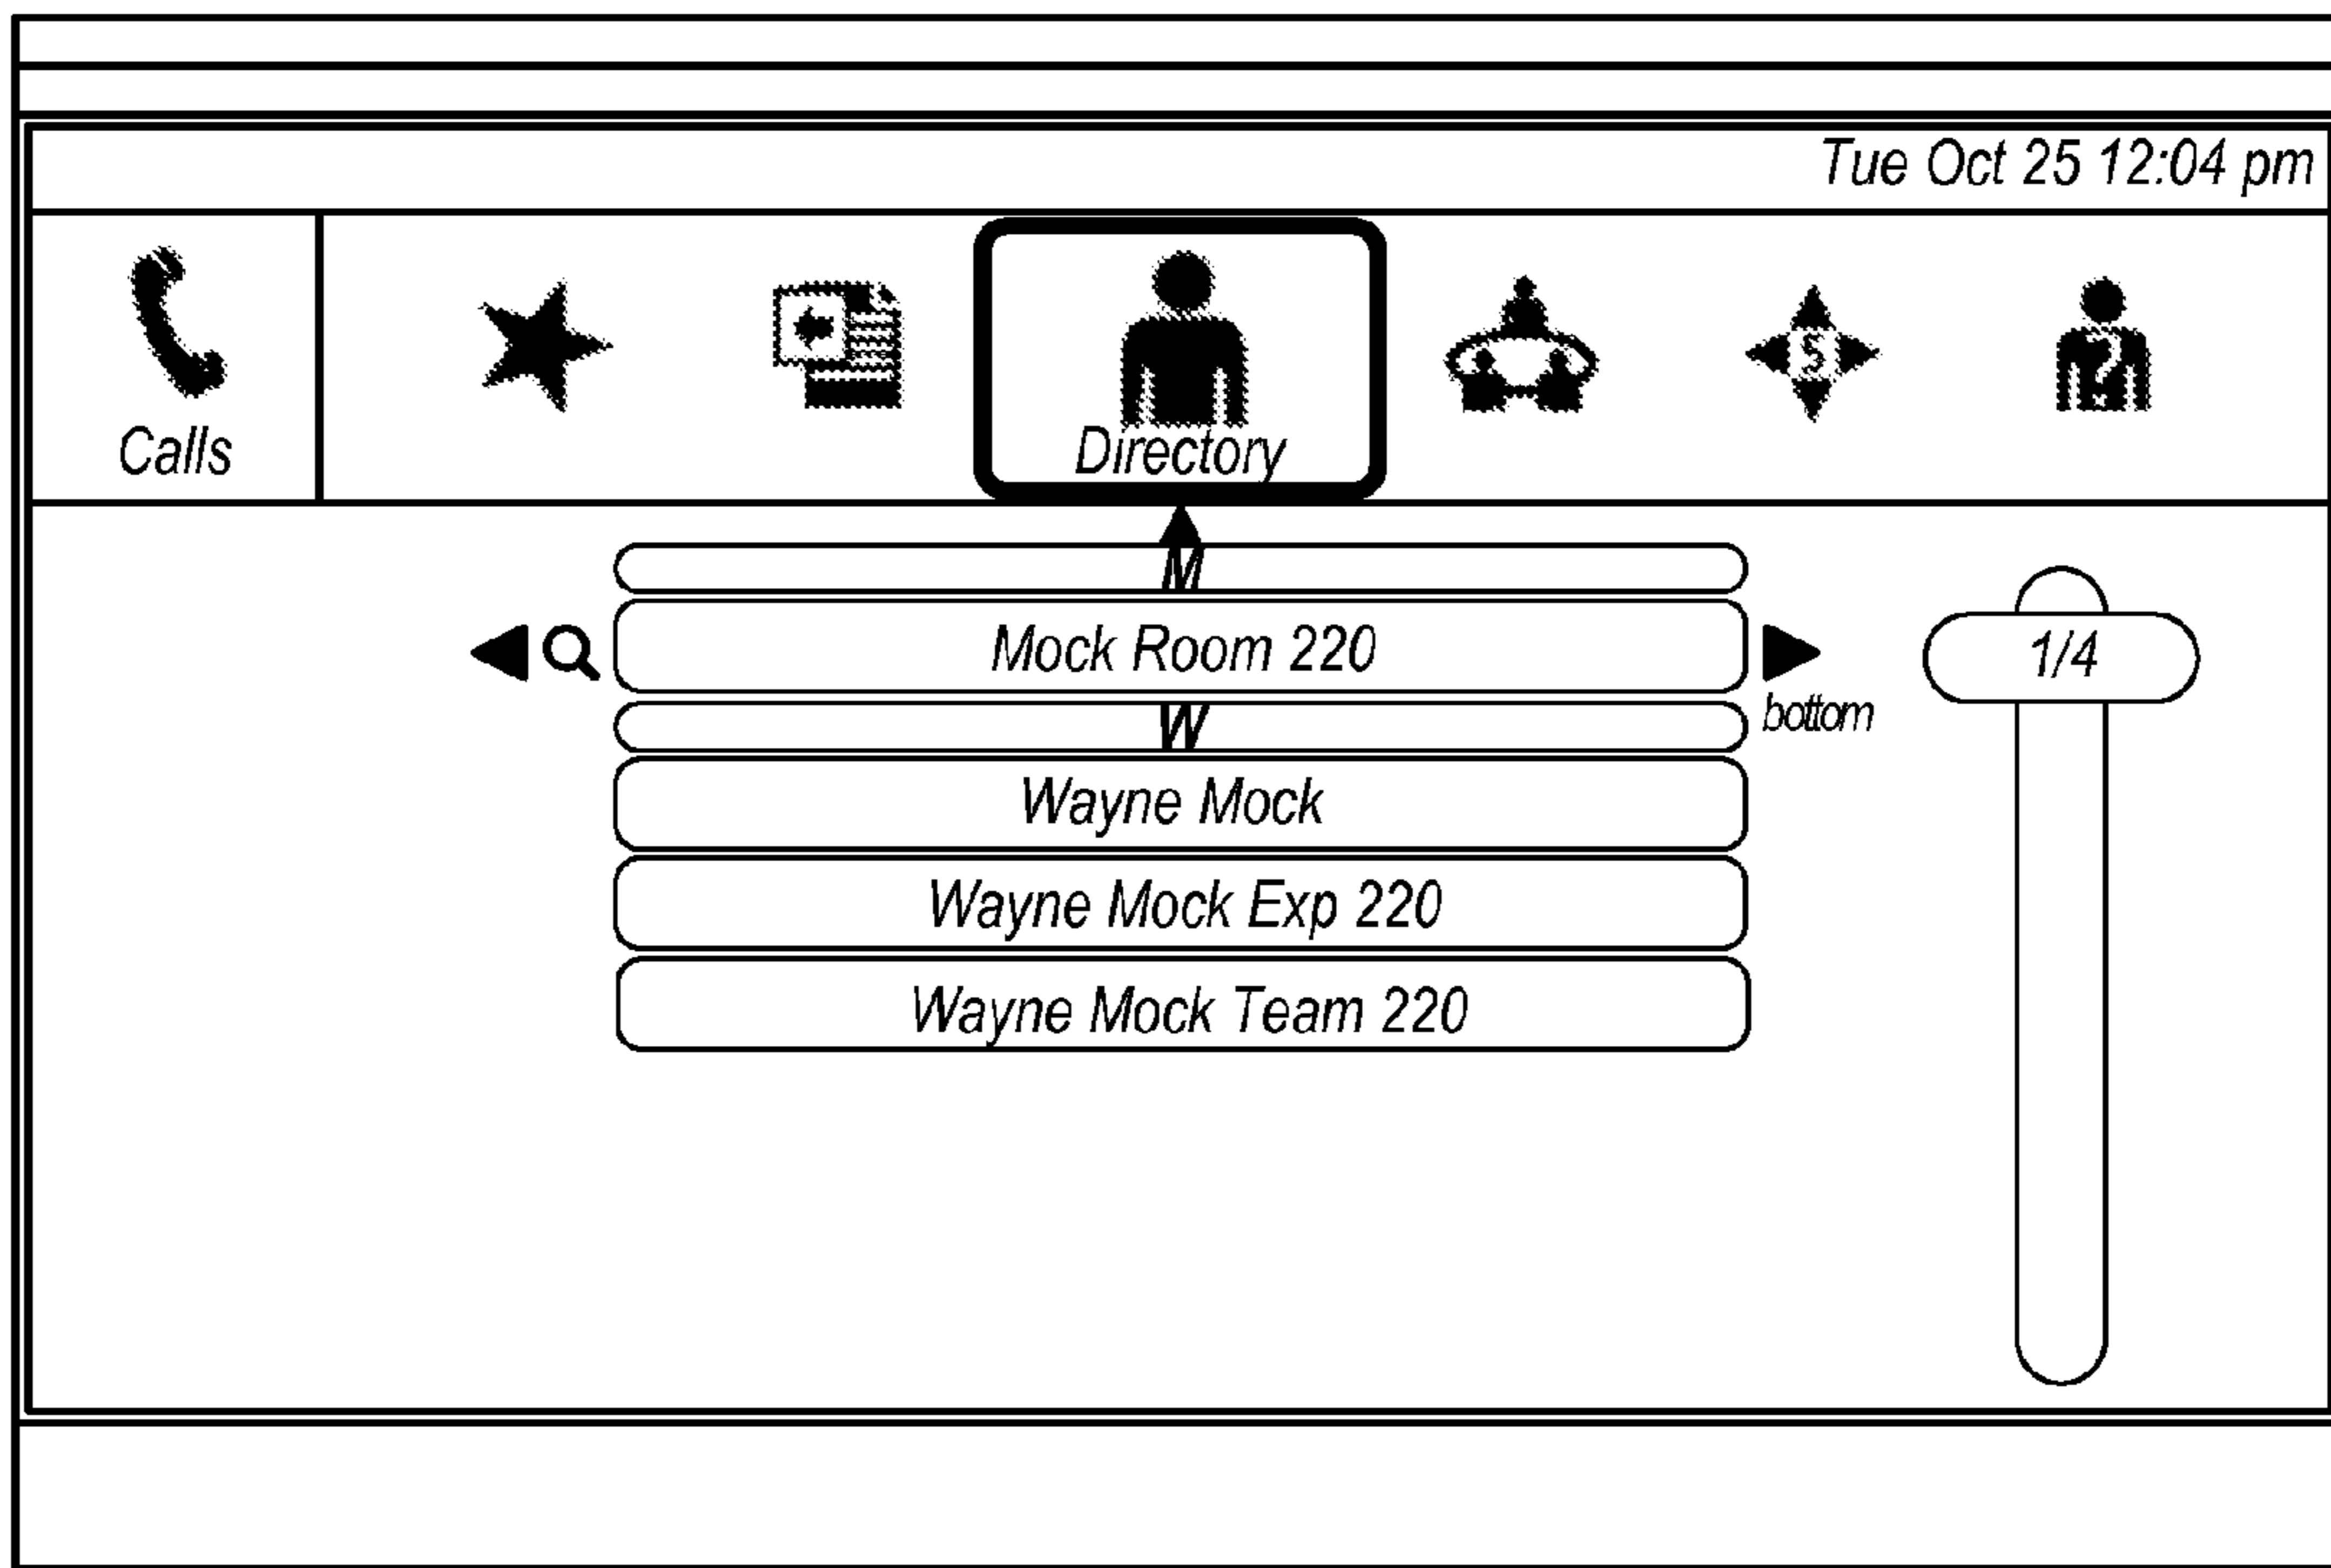 Tue Oct 25 12:04 pm
Calls
Directory
M
Mock Room 220
1/4
bottom
W
Wayne Mock
Wayne Mock Exp 220
Wayne Mock Team 220